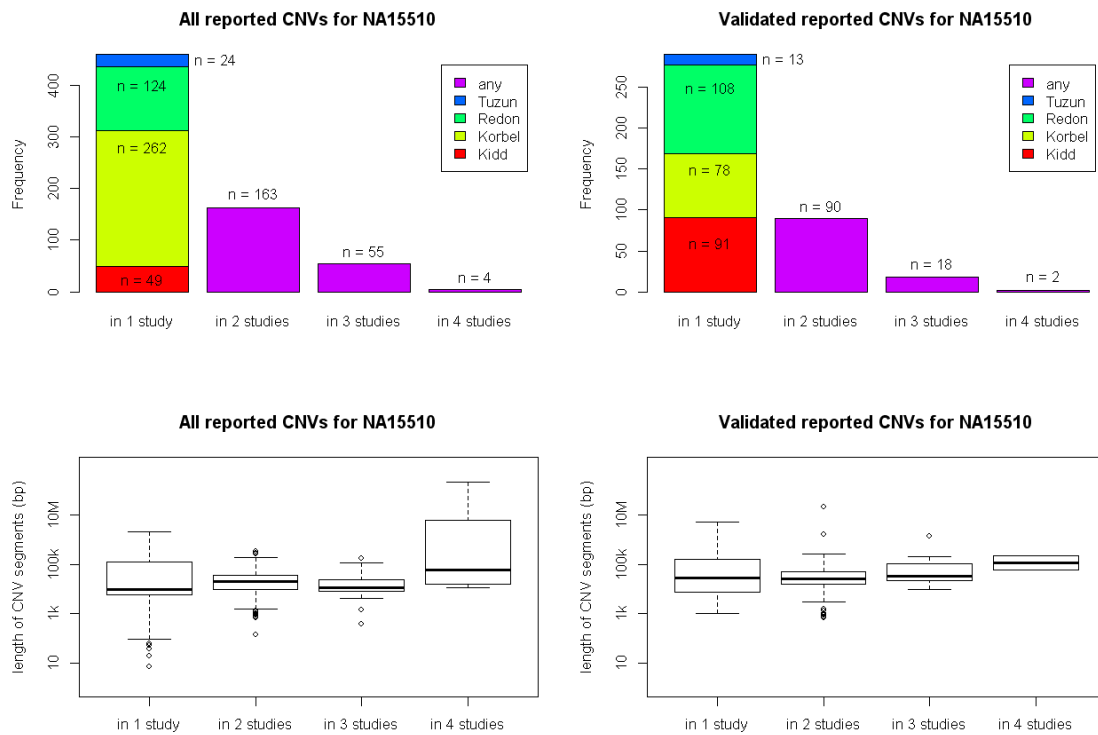 All reported CNVs for NA15510
Frequency
0
100
200
300
400
n = 24
n = 124
n = 262
n = 49
n = 163
n = 55
n = 4
any
Tuzun
Redon
Korbel
Kidd
in 1 study
in 2 studies
in 3 studies
in 4 studies
Validated reported CNVs for NA15510
Frequency
0
50
100
150
200
250
n = 13
n = 108
n = 78
n = 91
n = 90
n = 18
n = 2
any
Tuzun
Redon
Korbel
Kidd
in 1 study
in 2 studies
in 3 studies
in 4 studies
All reported CNVs for NA15510
length of CNV segments (bp)
10
1k
100k
10M
in 1 study
in 2 studies
in 3 studies
in 4 studies
Validated reported CNVs for NA15510
length of CNV segments (bp)
10
1k
100k
10M
in 1 study
in 2 studies
in 3 studies
in 4 studies